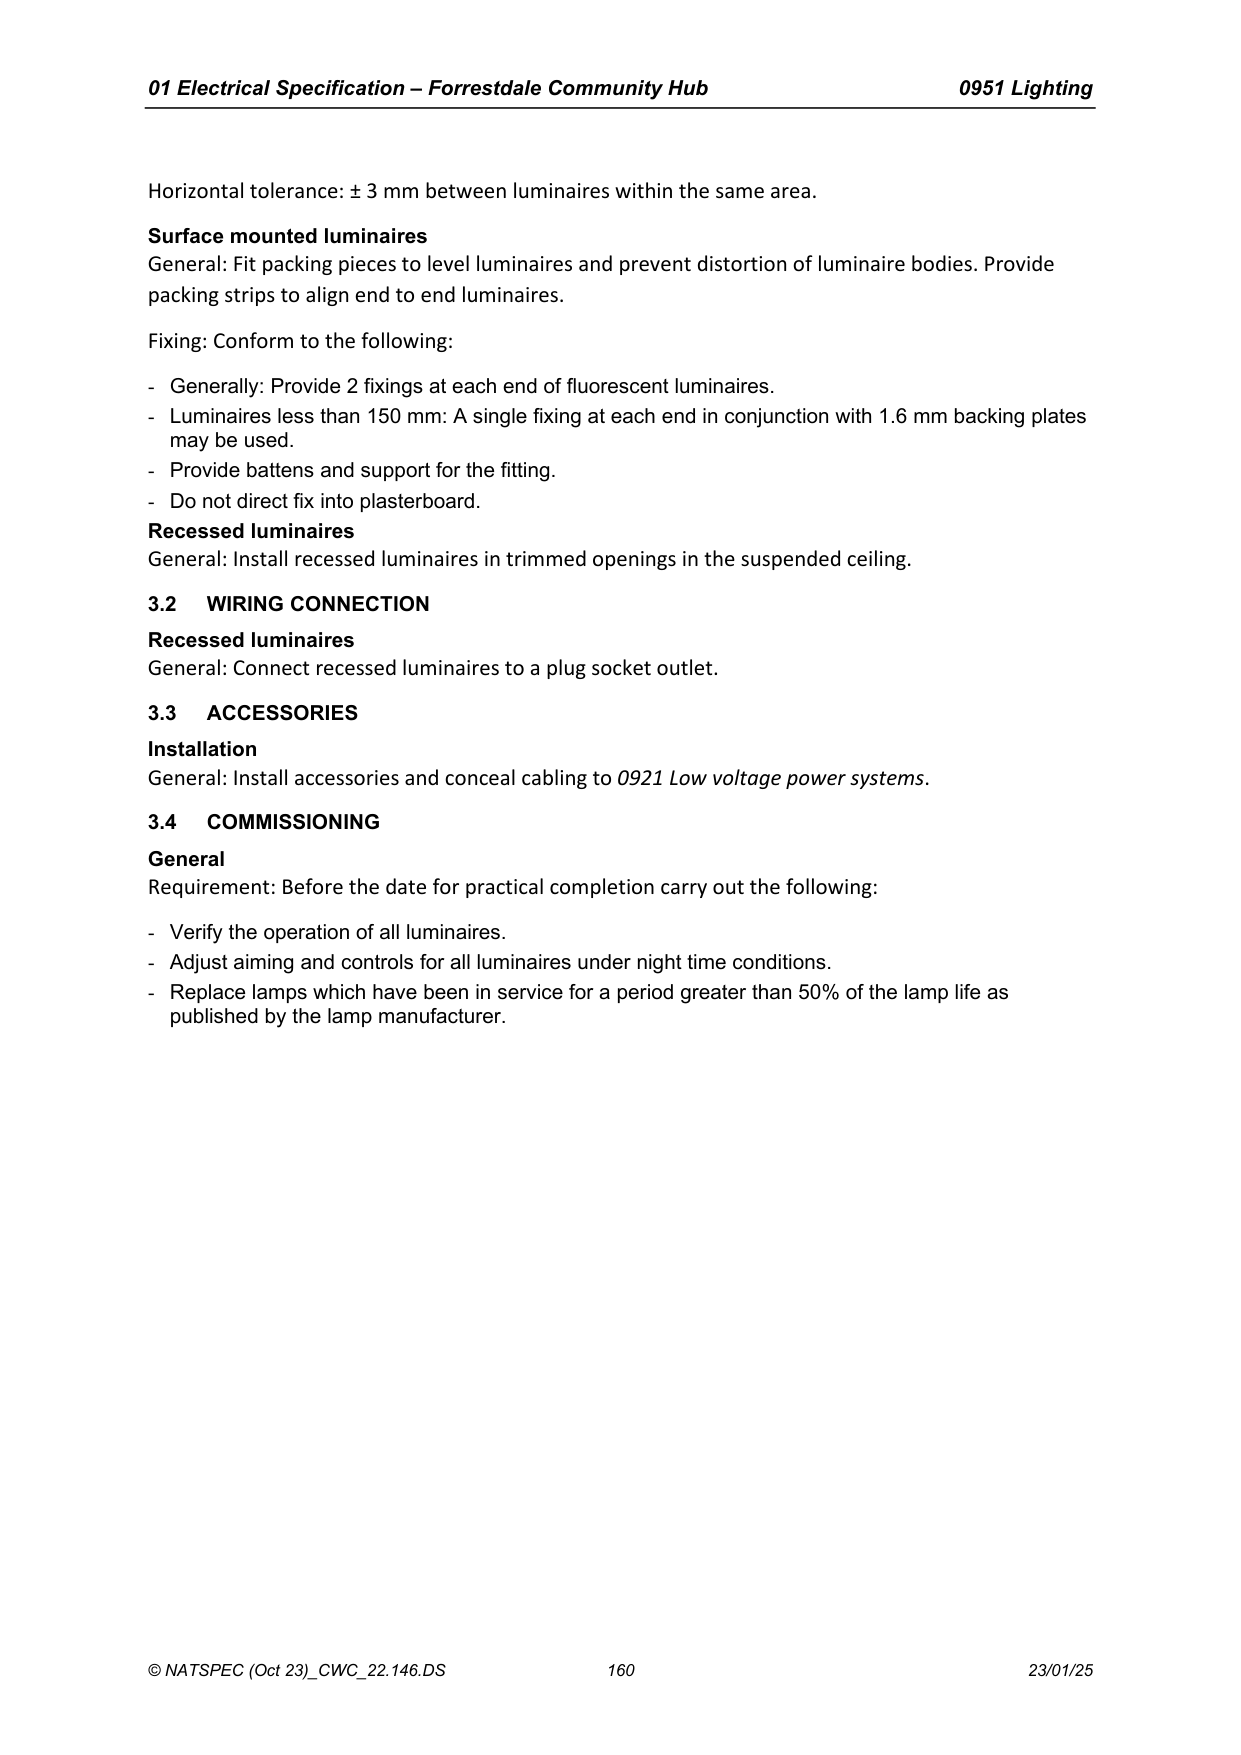 01 Electrical Specification – Forrestdale Community Hub 0951 Lighting
Horizontal tolerance: ± 3 mm between luminaires within the same area.
Surface mounted luminaires
General: Fit packing pieces to level luminaires and prevent distortion of luminaire bodies. Provide
packing strips to align end to end luminaires.
Fixing: Conform to the following:
- Generally: Provide 2 fixings at each end of fluorescent luminaires.
- Luminaires less than 150 mm: A single fixing at each end in conjunction with 1.6 mm backing plates
may be used.
- Provide battens and support for the fitting.
- Do not direct fix into plasterboard.
Recessed luminaires
General: Install recessed luminaires in trimmed openings in the suspended ceiling.
3.2 WIRING CONNECTION
Recessed luminaires
General: Connect recessed luminaires to a plug socket outlet.
3.3 ACCESSORIES
Installation
General: Install accessories and conceal cabling to 0921 Low voltage power systems.
3.4 COMMISSIONING
General
Requirement: Before the date for practical completion carry out the following:
- Verify the operation of all luminaires.
- Adjust aiming and controls for all luminaires under night time conditions.
- Replace lamps which have been in service for a period greater than 50% of the lamp life as
published by the lamp manufacturer.
© NATSPEC (Oct 23)_CWC_22.146.DS 160 23/01/25